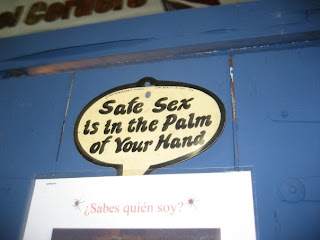 Safe Sex
is in the Palm
of Your Hand
¿Sabes quién soy?